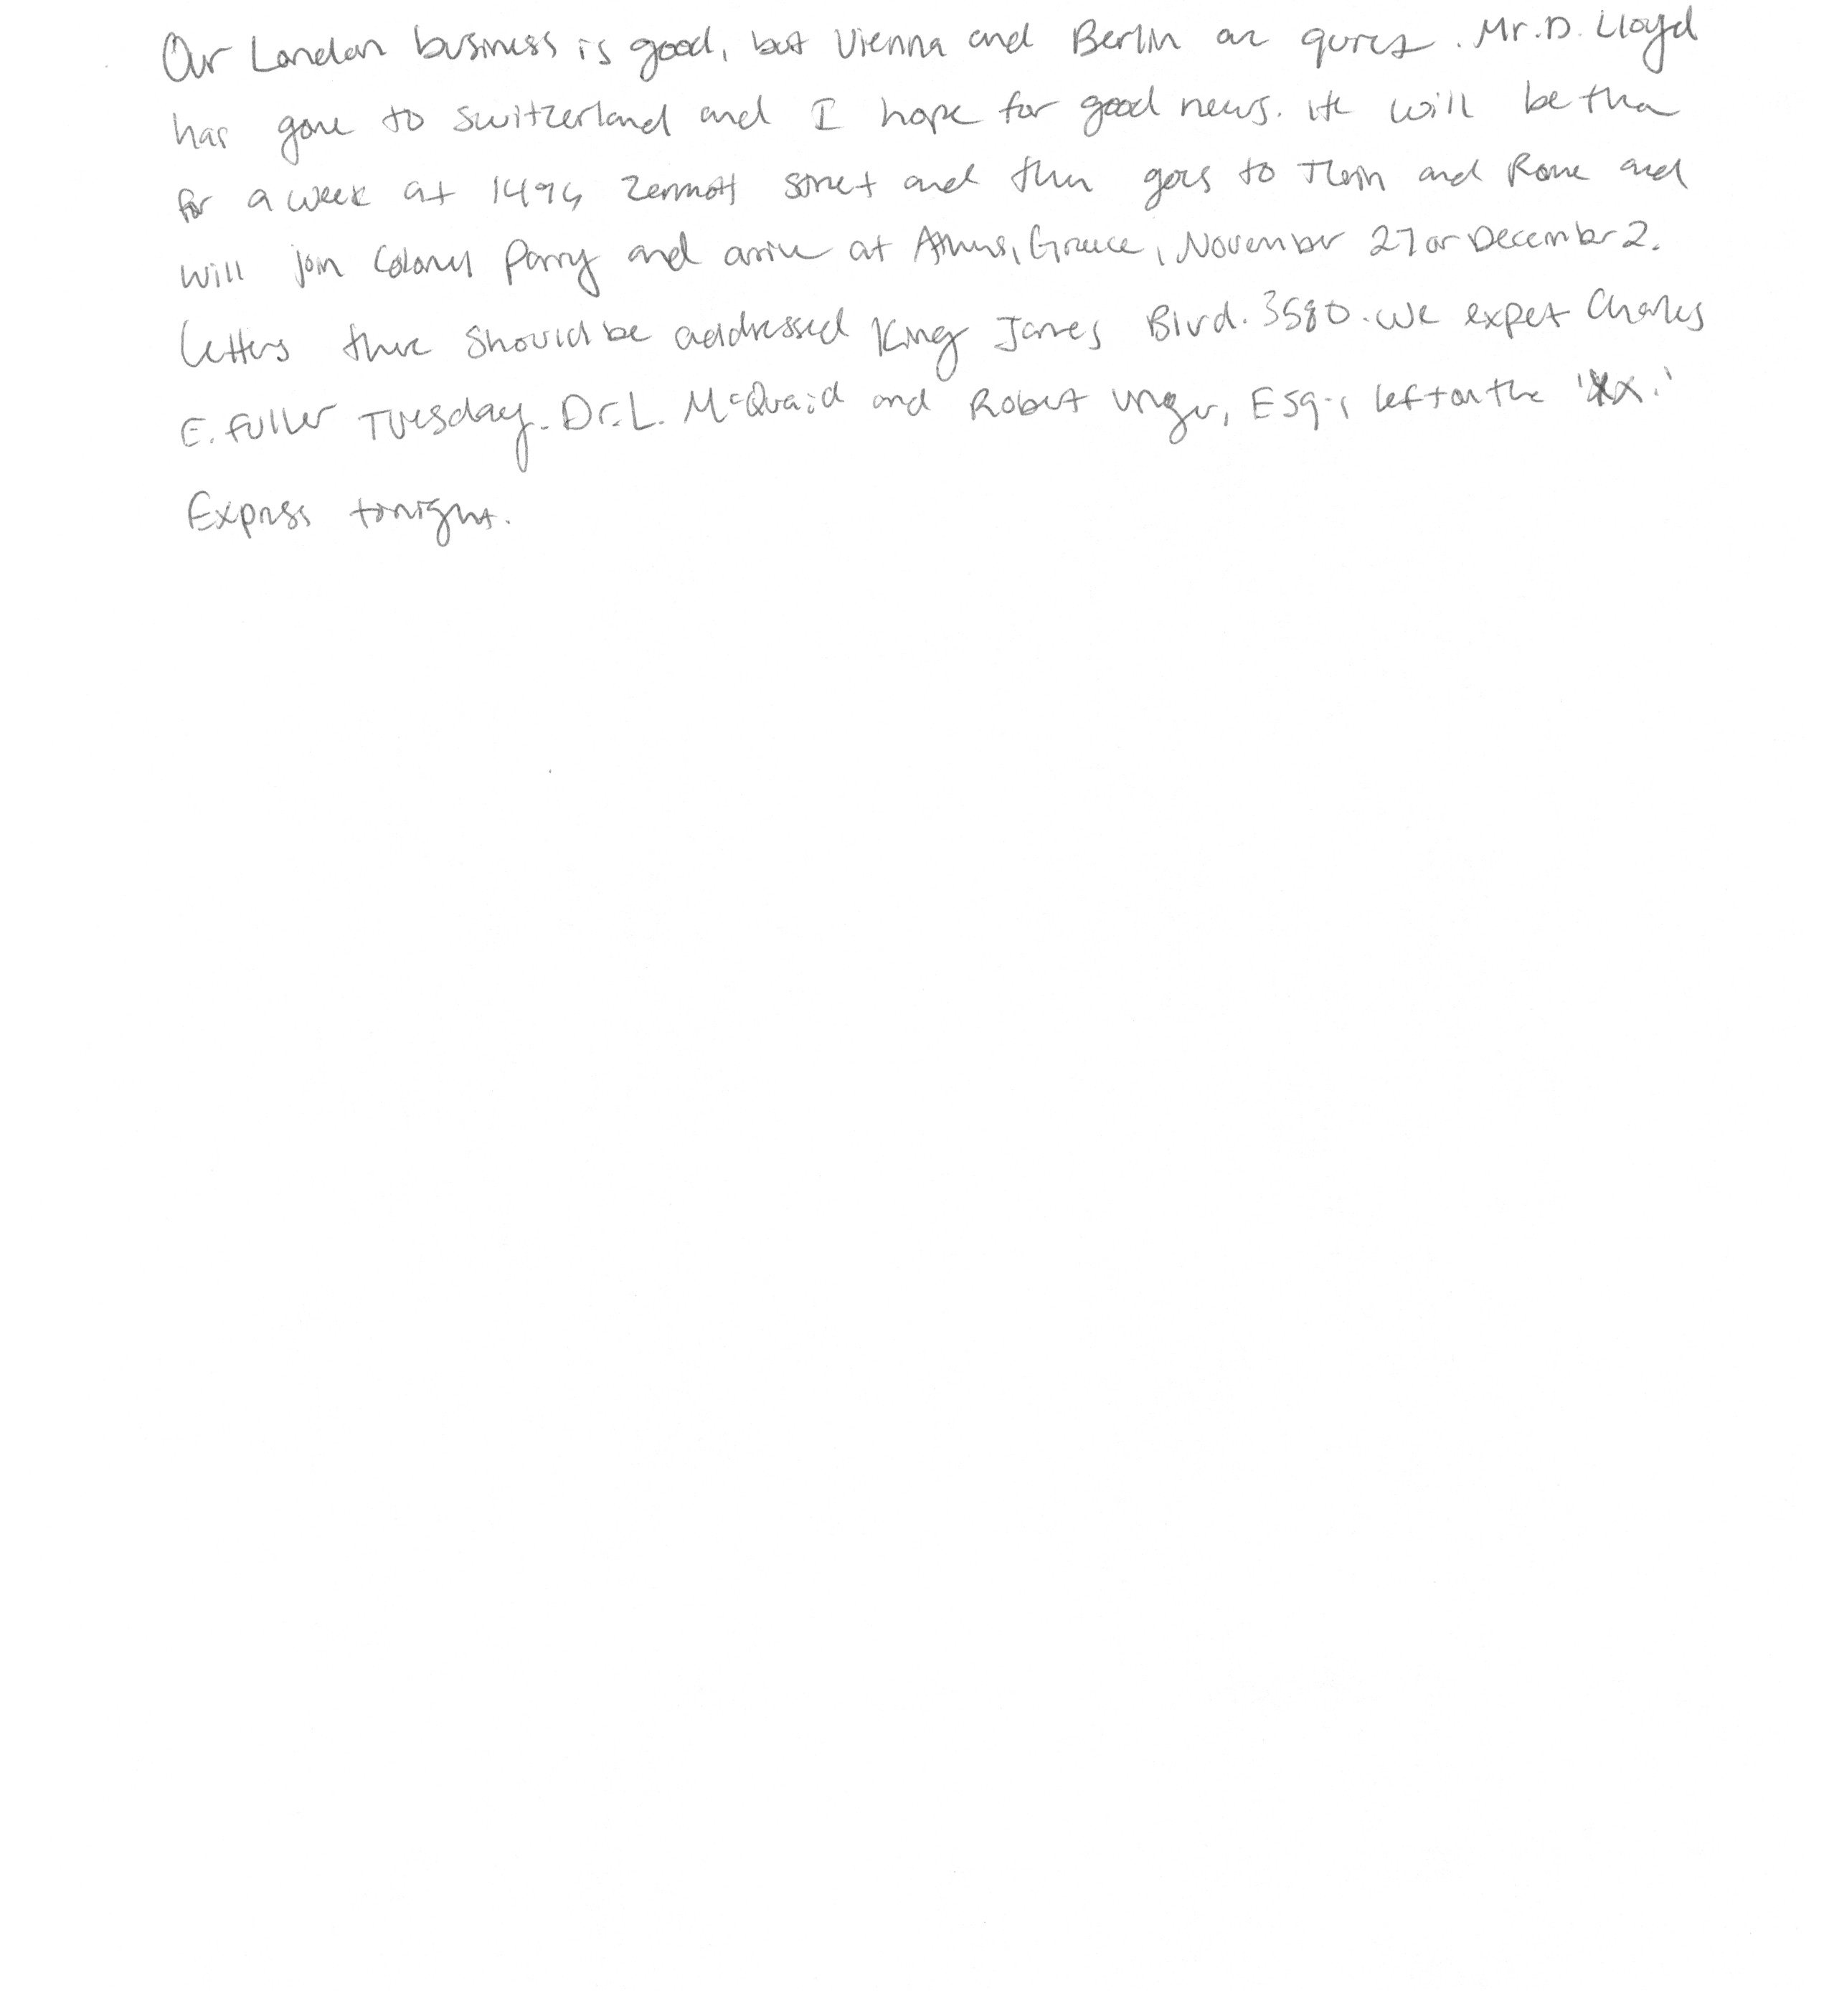 Our London business is good, but Vienna and Berlin are quiet. Mr. D. Lloyd
has gone to Switzerland and I hope for good news. He will be there
for a week at 1496 Zermott Street and then goes to Turin and Rome and
will join Colonel Parry and arrive at Athens, Greece, November 27 or December 2.
Letters there should be addressed King James Blvd. 3580. We expect Charles
E. Fuller Tuesday. Dr. L. McQuaid and Robert Unger, Esq., left on the 'XX.'
Express tonight.